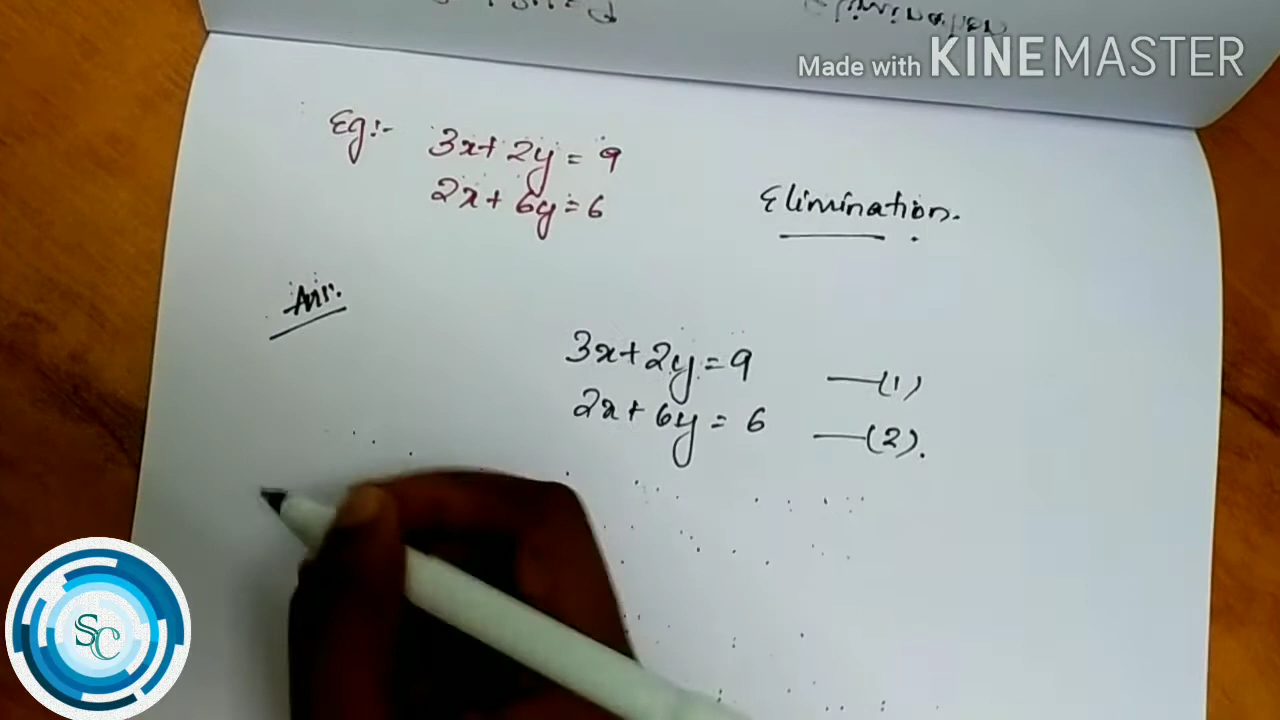 Elimination
Made with KINEMASTER
Eg:- 3x + 2y = 9
2x + 6y = 6
Elimination.
Ans.
3x + 2y = 9 —(1)
2x + 6y = 6 —(2).
SC